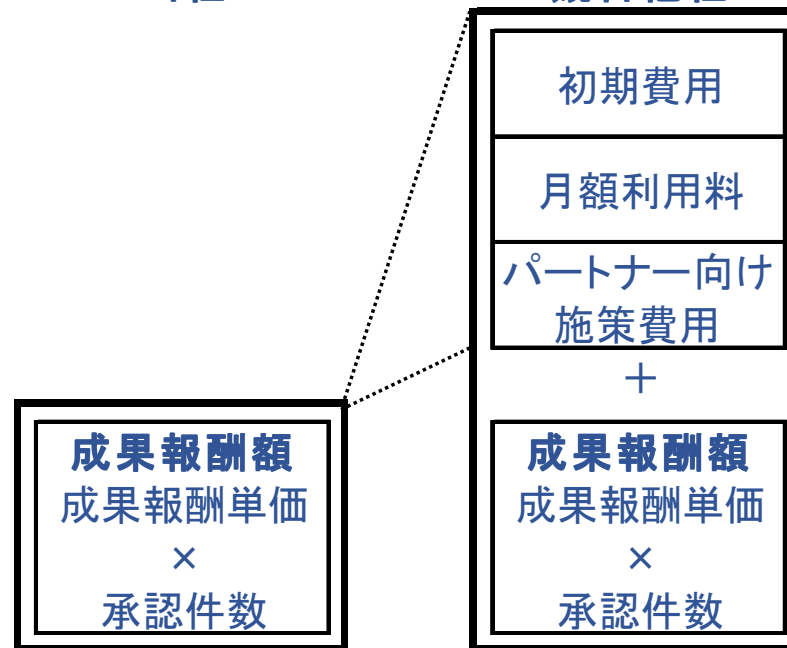 初期費用
月額利用料
パートナー向け
施策費用
＋
成果報酬額
成果報酬単価
×
承認件数
成果報酬額
成果報酬単価
×
承認件数